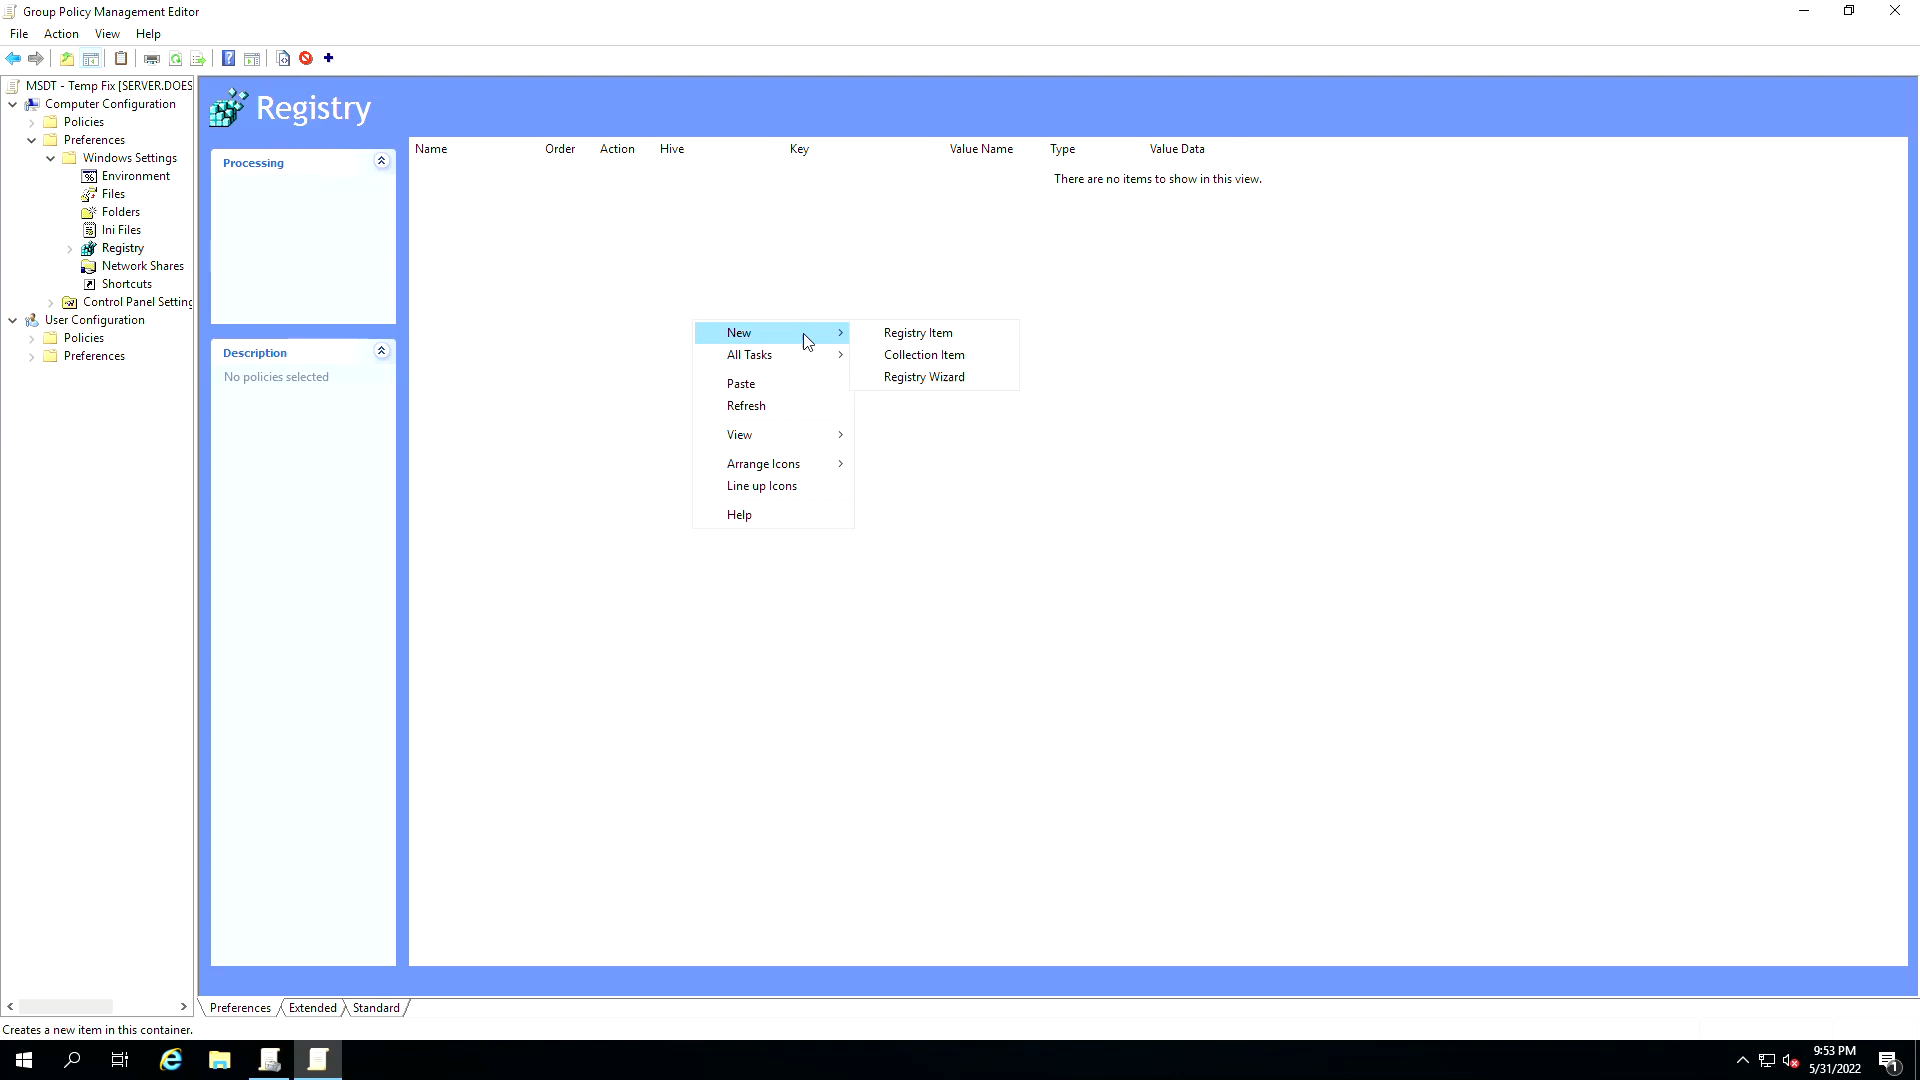 Group Policy Management Editor
File Action View Help
MSDT - Temp Fix [SERVER.DOES
Computer Configuration
Policies
Preferences
Windows Settings
Environment
Files
Folders
Ini Files
Registry
Network Shares
Shortcuts
Control Panel Setting
User Configuration
Policies
Preferences
Registry
Processing
Description
No policies selected
Name Order Action Hive Key Value Name Type Value Data
There are no items to show in this view.
New
All Tasks
Paste
Refresh
View
Arrange Icons
Line up Icons
Help
Registry Item
Collection Item
Registry Wizard
Preferences Extended Standard
Creates a new item in this container.
9:53 PM
5/31/2022
1